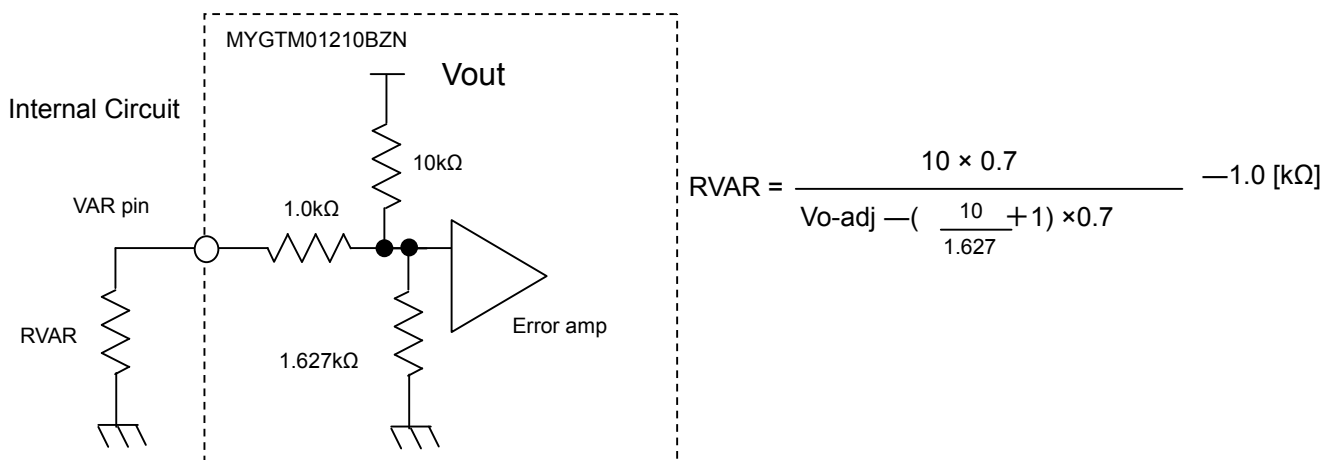 MYGTM01210BZN
Vout
Internal Circuit
10kΩ
VAR pin
1.0kΩ
RVAR
1.627kΩ
Error amp
RVAR = 10 × 0.7 —1.0 [kΩ]
Vo-adj —( 10 +1) ×0.7
1.627